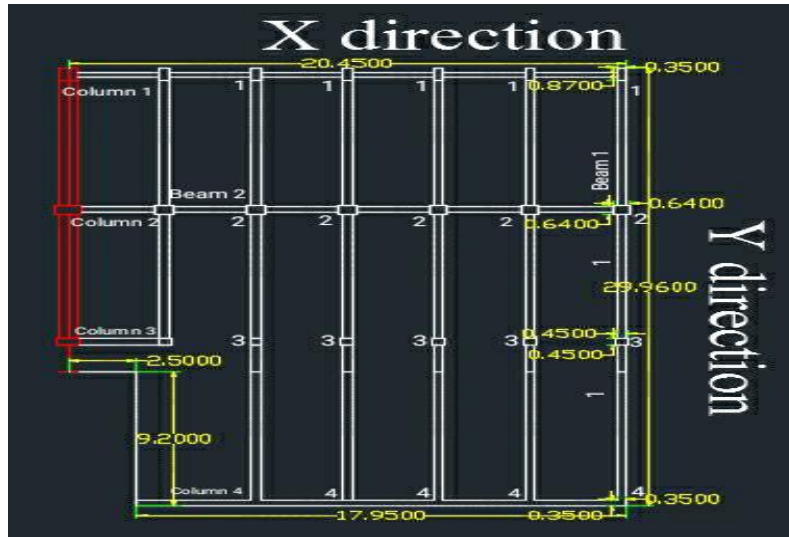 X direction
20.4500
0.3500
Column 1
1 1 1 1 0.8700 1
Beam 1
Beam 2
0.6400
Column 2 2 2 2 2 0.6400 2
Y direction
1
29.9600
Column 3 3 3 3 3 0.4500 3
0.4500
2.5000
1
9.2000
Column 4 4 4 4 4
0.3500
17.9500 0.3500